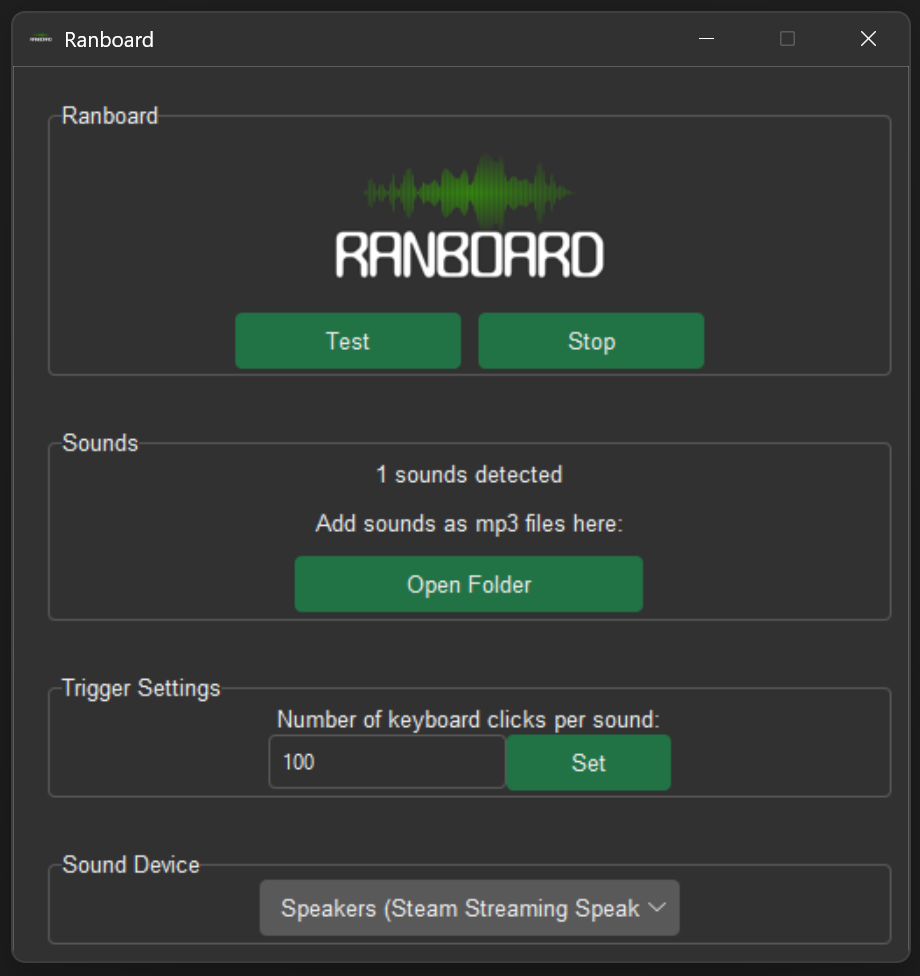 Ranboard
Ranboard
RANBOARD
Test Stop
Sounds
1 sounds detected
Add sounds as mp3 files here:
Open Folder
Trigger Settings
Number of keyboard clicks per sound:
100 Set
Sound Device
Speakers (Steam Streaming Speak